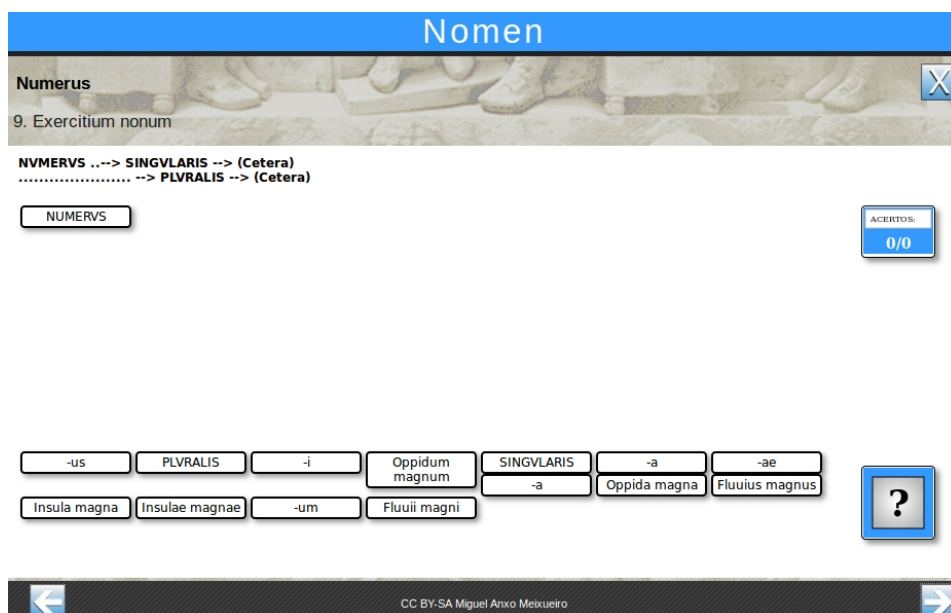 Nomen
Numerus
X
9. Exercitium nonum
NVMERVS ..--> SINGVLARIS --> (Cetera)
...................... --> PLVRALIS --> (Cetera)
NUMERVS
ACERTOS:
0/0
-us
PLVRALIS
-i
Oppidum
magnum
SINGVLARIS
-a
-ae
-a
Oppida magna
Fluuius magnus
Insula magna
Insulae magnae
-um
Fluuii magni
?
CC BY-SA Miguel Anxo Meixueiro